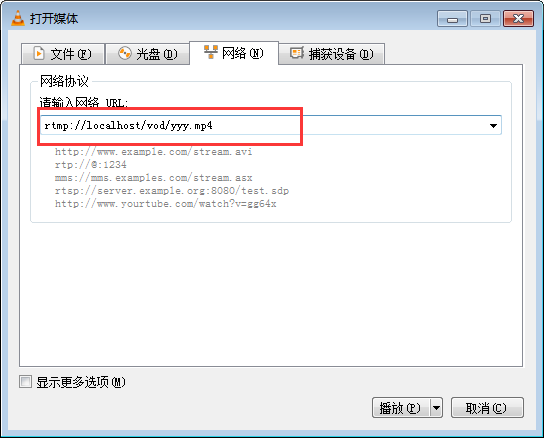 打开媒体
文件(F)
光盘(D)
网络(N)
捕获设备(D)
网络协议
请输入网络 URL:
rtmp://localhost/vod/yyy.mp4
http://www.example.com/stream.avi
rtp://@:1234
mms://mms.examples.com/stream.asx
rtsp://server.example.org:8080/test.sdp
http://www.yourtube.com/watch?v=gg64x
显示更多选项(M)
播放(P)
取消(C)